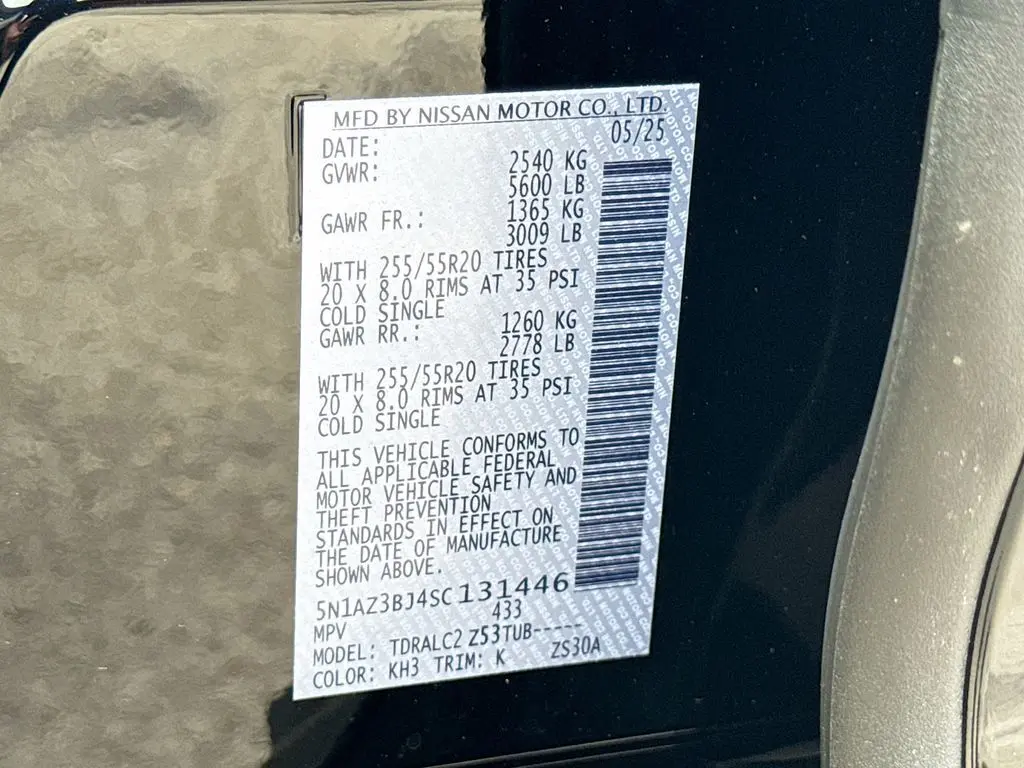 MFD BY NISSAN MOTOR CO., LTD.
DATE: 05/25
GVWR: 2540 KG
5600 LB
GAWR FR.: 1365 KG
3009 LB
WITH 255/55R20 TIRES
20 X 8.0 RIMS AT 35 PSI
COLD SINGLE
GAWR RR.: 1260 KG
2778 LB
WITH 255/55R20 TIRES
20 X 8.0 RIMS AT 35 PSI
COLD SINGLE
THIS VEHICLE CONFORMS TO
ALL APPLICABLE FEDERAL
MOTOR VEHICLE SAFETY AND
THEFT PREVENTION
STANDARDS IN EFFECT ON
THE DATE OF MANUFACTURE
SHOWN ABOVE.
5N1AZ3BJ4SC131446
MPV 433
MODEL: TDRALC2 Z53TUB------
COLOR: KH3 TRIM: K ZS30A